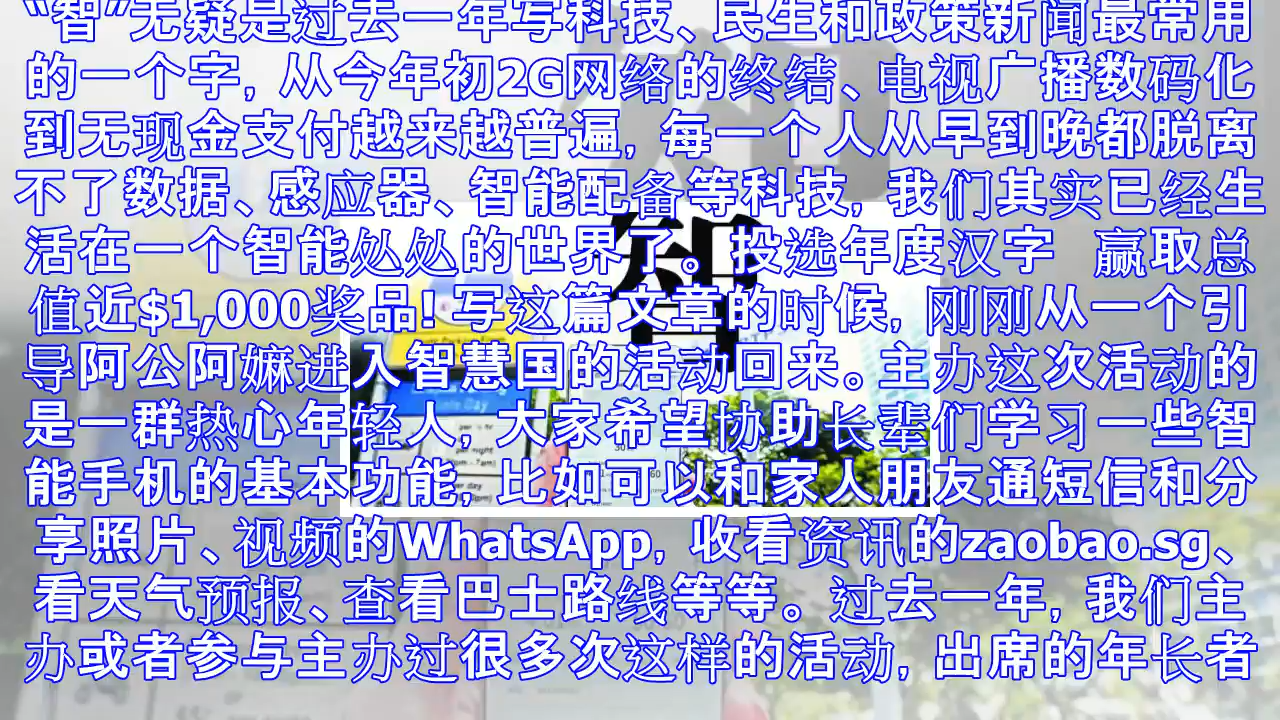 “智”无疑是过去一年写科技、民生和政策新闻最常用
的一个字, 从今年初2G网络的终结、电视广播数码化
到无现金支付越来越普遍, 每一个人从早到晚都脱离
不了数据、感应器、智能配备等科技, 我们其实已经生
活在一个智能处处的世界了。投选年度汉字 赢取总
值近$1,000奖品! 写这篇文章的时候, 刚刚从一个引
导阿公阿嫲进入智慧国的活动回来。主办这次活动的
是一群热心年轻人, 大家希望协助长辈们学习一些智
能手机的基本功能, 比如可以和家人朋友通短信和分
享照片、视频的WhatsApp, 收看资讯的zaobao.sg、
看天气预报、查看巴士路线等等。过去一年, 我们主
办或者参与主办过很多次这样的活动, 出席的年长者
智